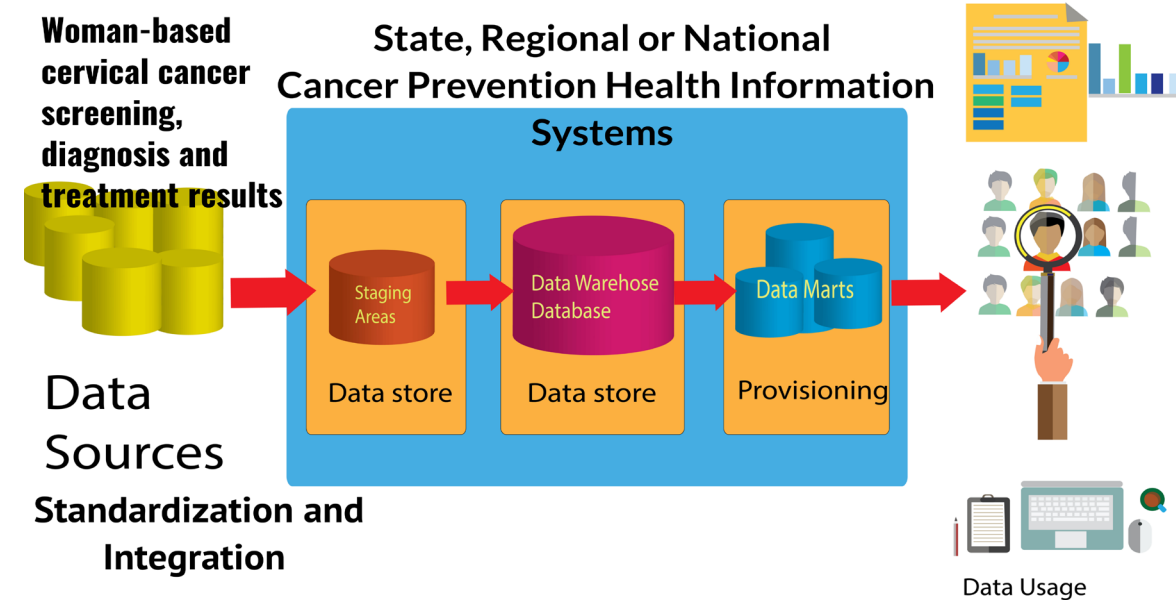 Woman-based
cervical cancer
screening,
diagnosis and
treatment results
State, Regional or National
Cancer Prevention Health Information
Systems
Staging
Areas
Data store
Data Warehose
Database
Data store
Data Marts
Provisioning
Data
Sources
Standardization and
Integration
Data Usage